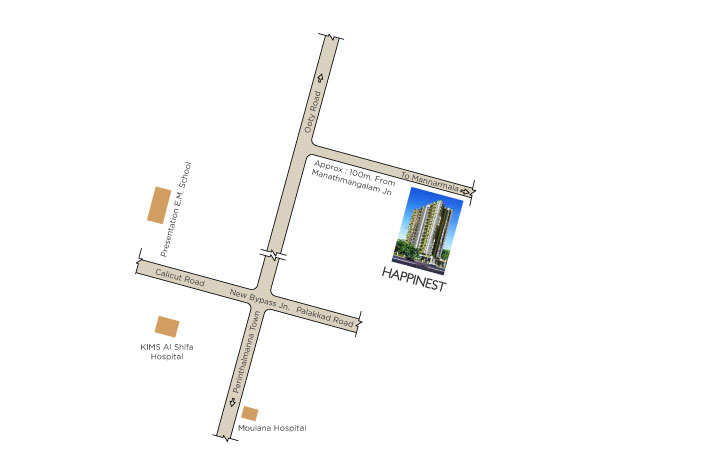 Ooty Road
Approx : 100m. From
Manathmangalam Jn
To Mannarmala
Presentation E.M. School
HAPPINEST
Calicut Road
New Bypass Jn.
Palakkad Road
KIMS Al Shifa
Hospital
Perinthalmanna Town
Moulana Hospital